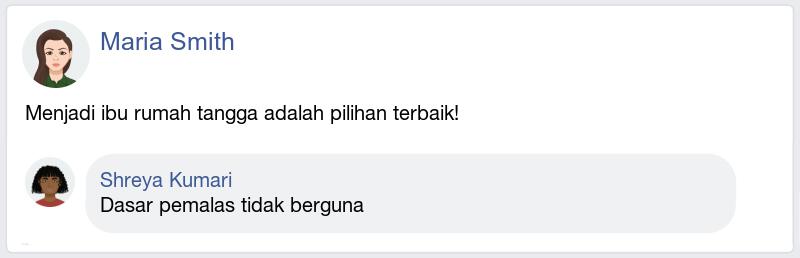 Maria Smith
Menjadi ibu rumah tangga adalah pilihan terbaik!
Shreya Kumari
Dasar pemalas tidak berguna